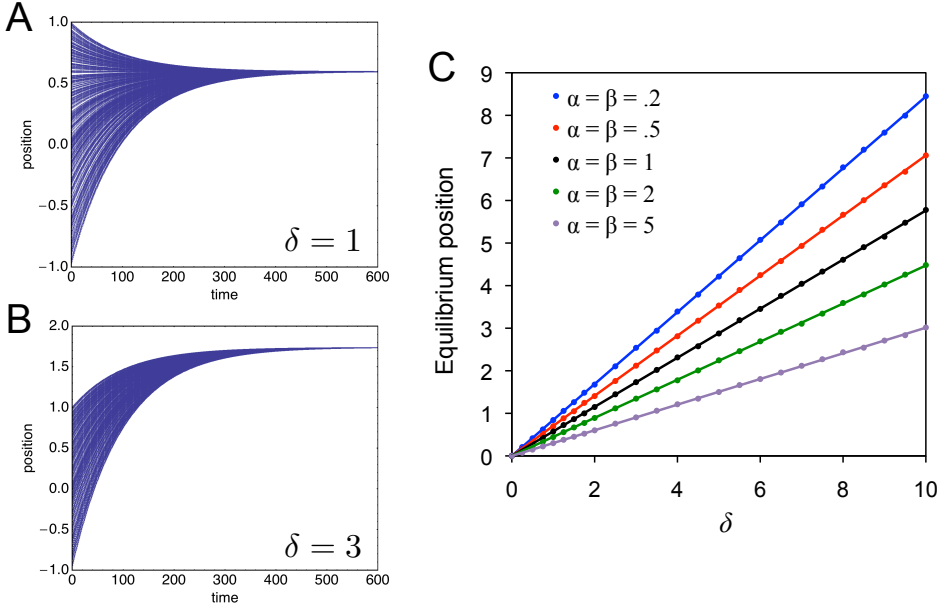 A
1.0
0.5
0.0
−0.5
−1.0
position
0 100 200 300 400 500 600
time
δ = 1
B
2.0
1.5
1.0
0.5
0.0
−0.5
−1.0
position
0 100 200 300 400 500 600
time
δ = 3
C
9
8
7
6
5
4
3
2
1
0
Equilibrium position
α = β = .2
α = β = .5
α = β = 1
α = β = 2
α = β = 5
0 2 4 6 8 10
δ